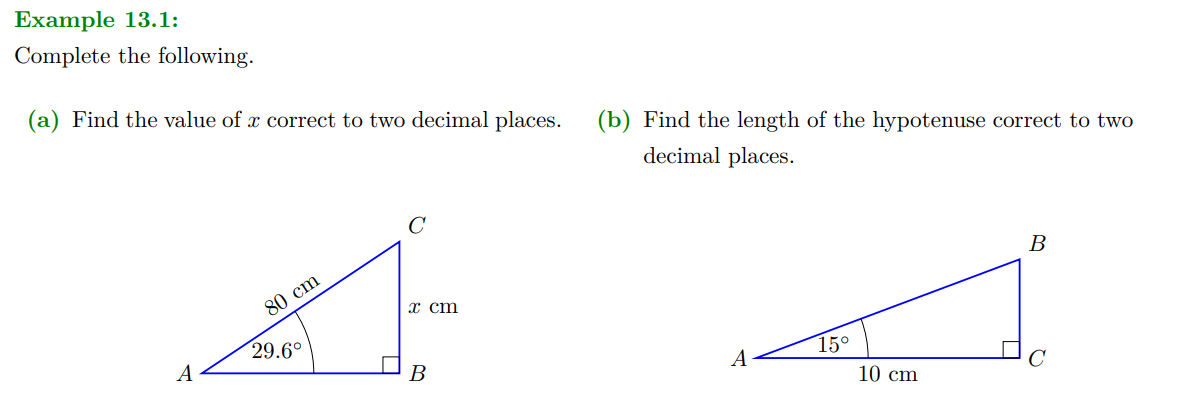 Example 13.1:
Complete the following.
(a) Find the value of x correct to two decimal places.
(b) Find the length of the hypotenuse correct to two
decimal places.
C
80 cm
x cm
29.6°
A
B
B
15°
A
C
10 cm